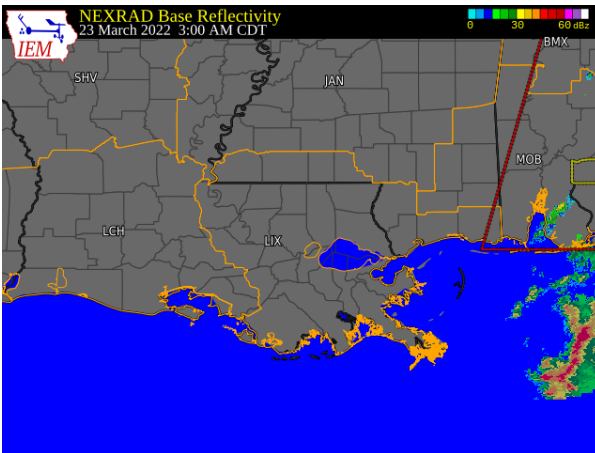 NEXRAD Base Reflectivity
23 March 2022  3:00 AM CDT
IEM
0 30 60 dBz
BMX
SHV
JAN
MOB
LCH
LIX